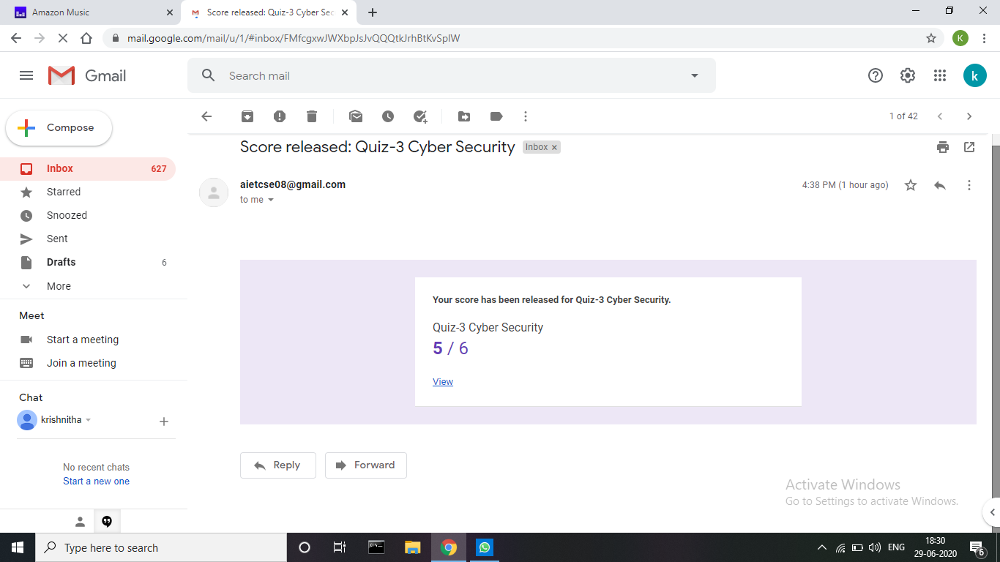 Amazon Music
Score released: Quiz-3 Cyber Sec
mail.google.com/mail/u/1/#inbox/FMfcgxwJWXbpJsJvQQQtkJrhBtKvSplW
K
Gmail
Search mail
k
Compose
1 of 42
Score released: Quiz-3 Cyber Security
Inbox x
Inbox 627
Starred
Snoozed
Sent
Drafts 6
More
aietcse08@gmail.com
4:38 PM (1 hour ago)
to me
Your score has been released for Quiz-3 Cyber Security.
Quiz-3 Cyber Security
5 / 6
View
Meet
Start a meeting
Join a meeting
Chat
krishnitha
No recent chats
Start a new one
Reply
Forward
Activate Windows
Go to Settings to activate Windows.
Type here to search
ENG
18:30
29-06-2020
6